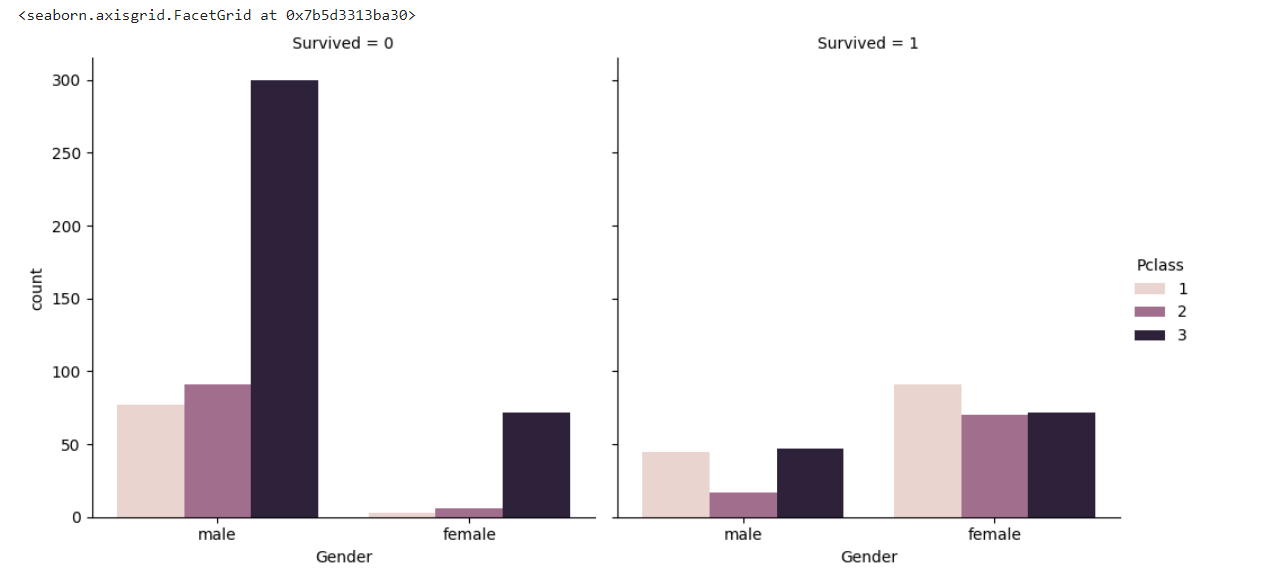 <seaborn.axisgrid.FacetGrid at 0x7b5d3313ba30>
Survived = 0
Survived = 1
300
250
200
150
100
50
0
count
male
female
Gender
male
female
Gender
Pclass
1
2
3